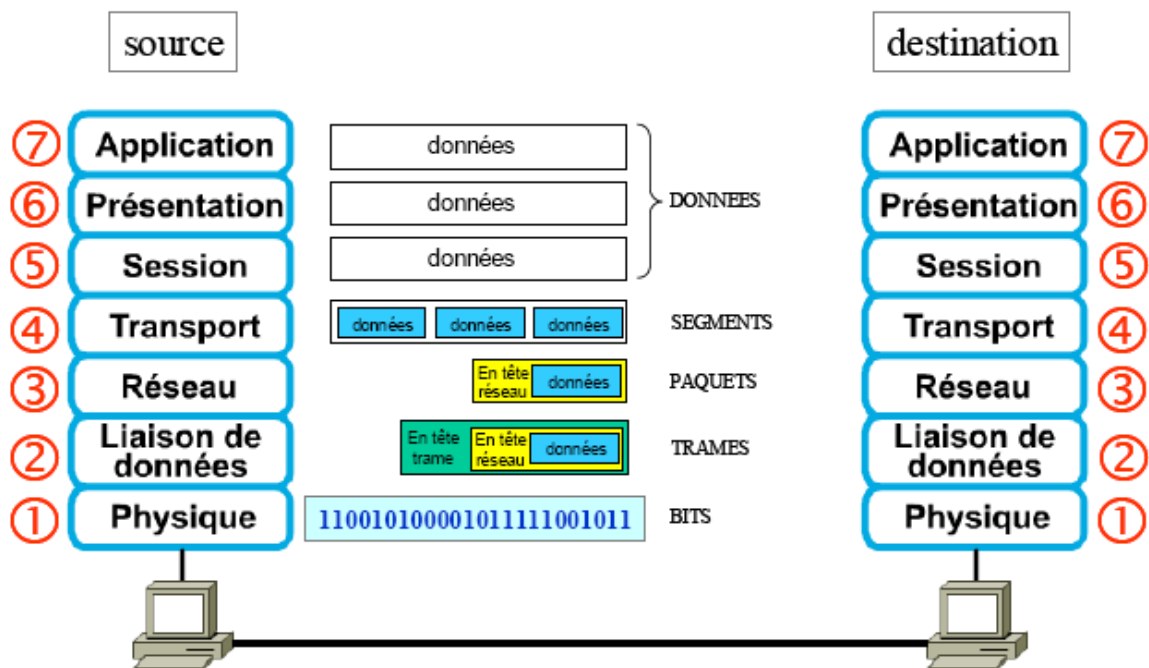 source
destination
7 Application
données
Application 7
6 Présentation
données
DONNEES
Présentation 6
5 Session
données
Session 5
4 Transport
données données données
SEGMENTS
Transport 4
3 Réseau
En tête
réseau
données
PAQUETS
Réseau 3
2 Liaison de
données
En tête
trame
En tête
réseau
données
TRAMES
Liaison de
données 2
1 Physique
110010100001011111001011
BITS
Physique 1